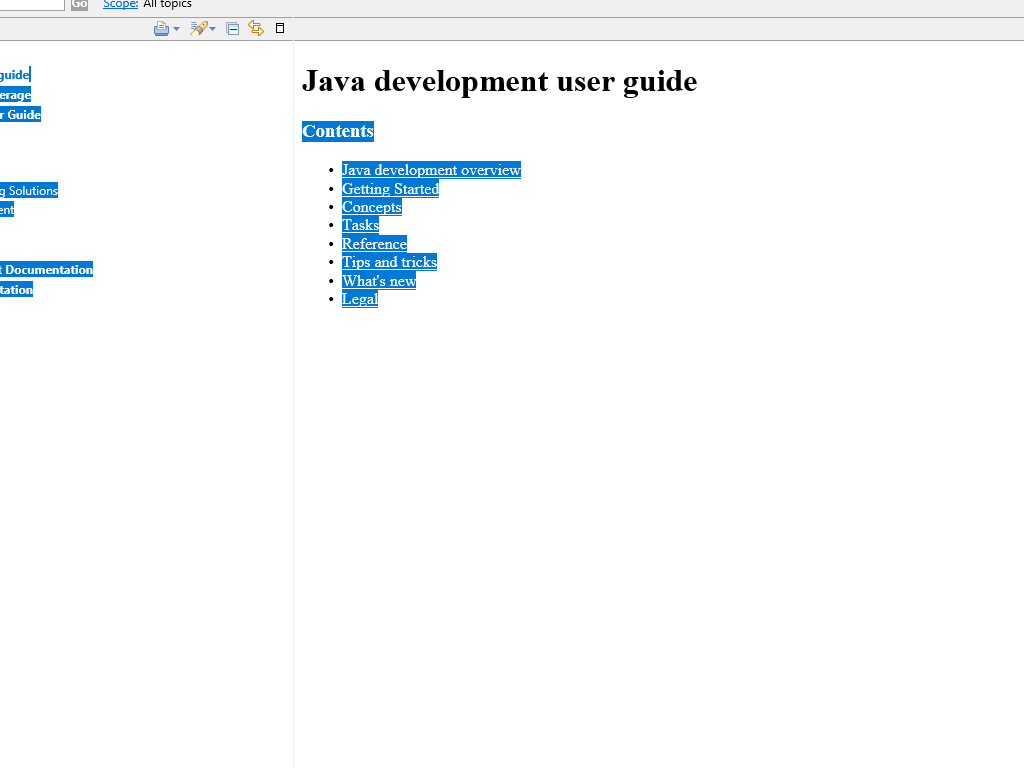 Go Scope: All topics
guide
erage
r Guide
g Solutions
ent
t Documentation
tation
Java development user guide
Contents
Java development overview
Getting Started
Concepts
Tasks
Reference
Tips and tricks
What's new
Legal